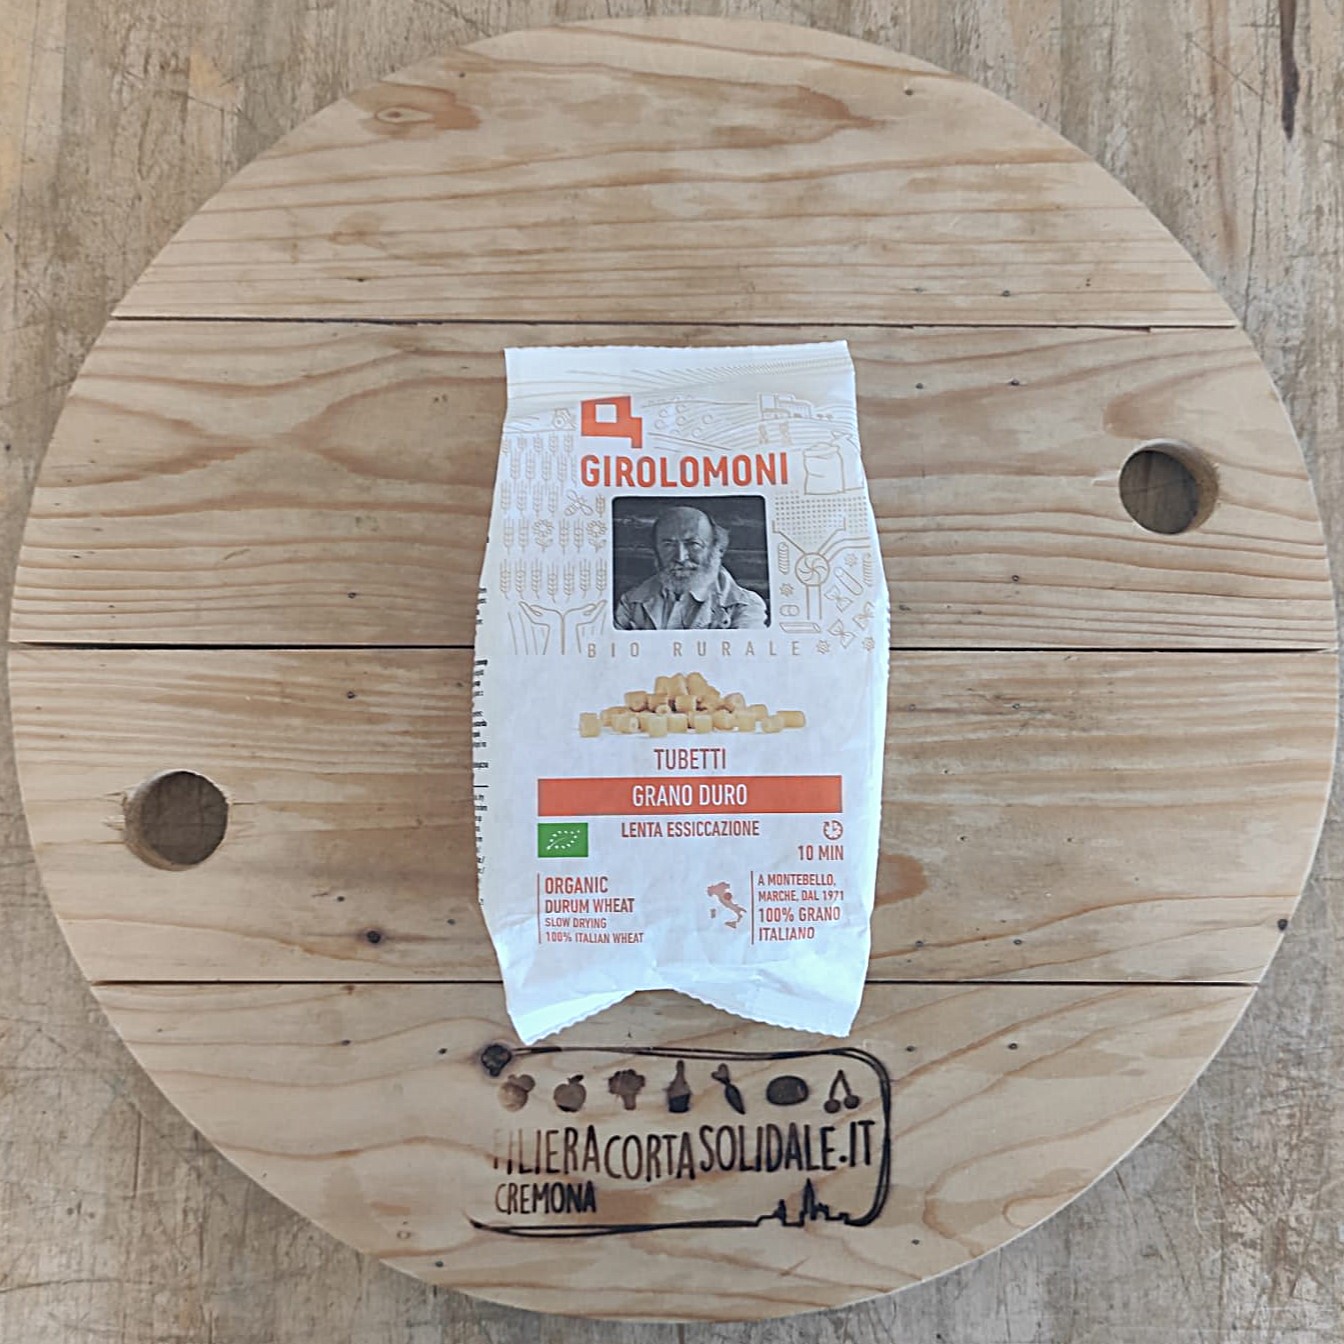 GIROLOMONI
BIO RURALE
TUBETTI
GRANO DURO
LENTA ESSICCAZIONE
10 MIN
ORGANIC
DURUM WHEAT
SLOW DRYING
100% ITALIAN WHEAT
A MONTEBELLO,
MARCHE, DAL 1971
100% GRANO
ITALIANO
FILIERACORTASOLIDALE.IT
CREMONA